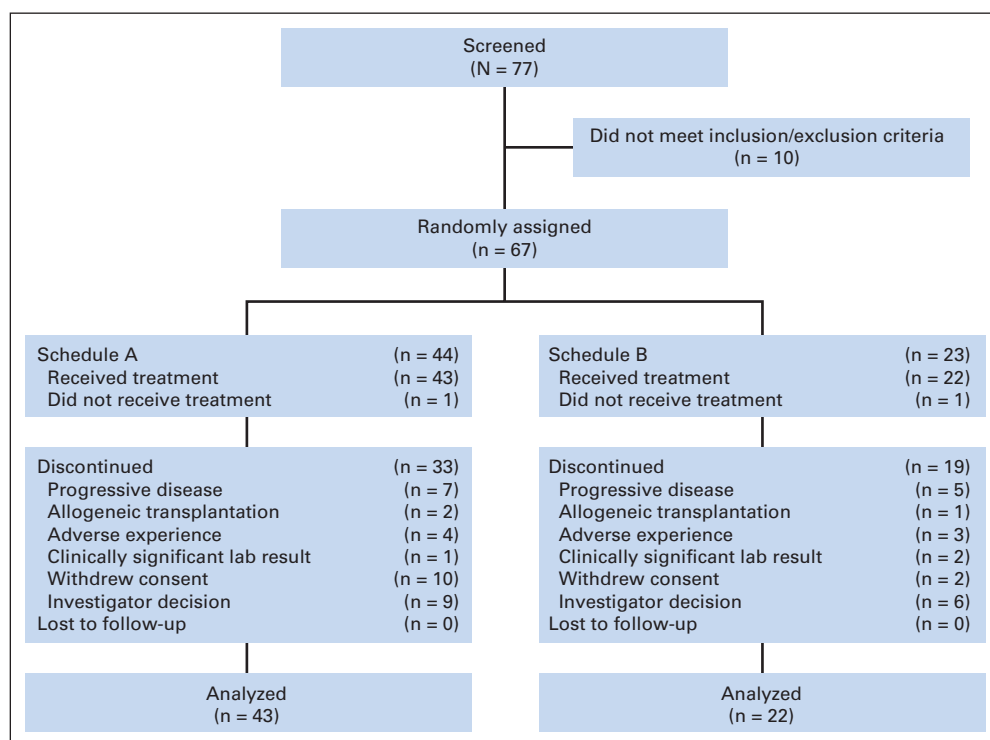 Screened
(N = 77)
Did not meet inclusion/exclusion criteria
(n = 10)
Randomly assigned
(n = 67)
Schedule A (n = 44)
Received treatment (n = 43)
Did not receive treatment (n = 1)
Schedule B (n = 23)
Received treatment (n = 22)
Did not receive treatment (n = 1)
Discontinued (n = 33)
Progressive disease (n = 7)
Allogeneic transplantation (n = 2)
Adverse experience (n = 4)
Clinically significant lab result (n = 1)
Withdrew consent (n = 10)
Investigator decision (n = 9)
Lost to follow-up (n = 0)
Discontinued (n = 19)
Progressive disease (n = 5)
Allogeneic transplantation (n = 1)
Adverse experience (n = 3)
Clinically significant lab result (n = 2)
Withdrew consent (n = 2)
Investigator decision (n = 6)
Lost to follow-up (n = 0)
Analyzed
(n = 43)
Analyzed
(n = 22)